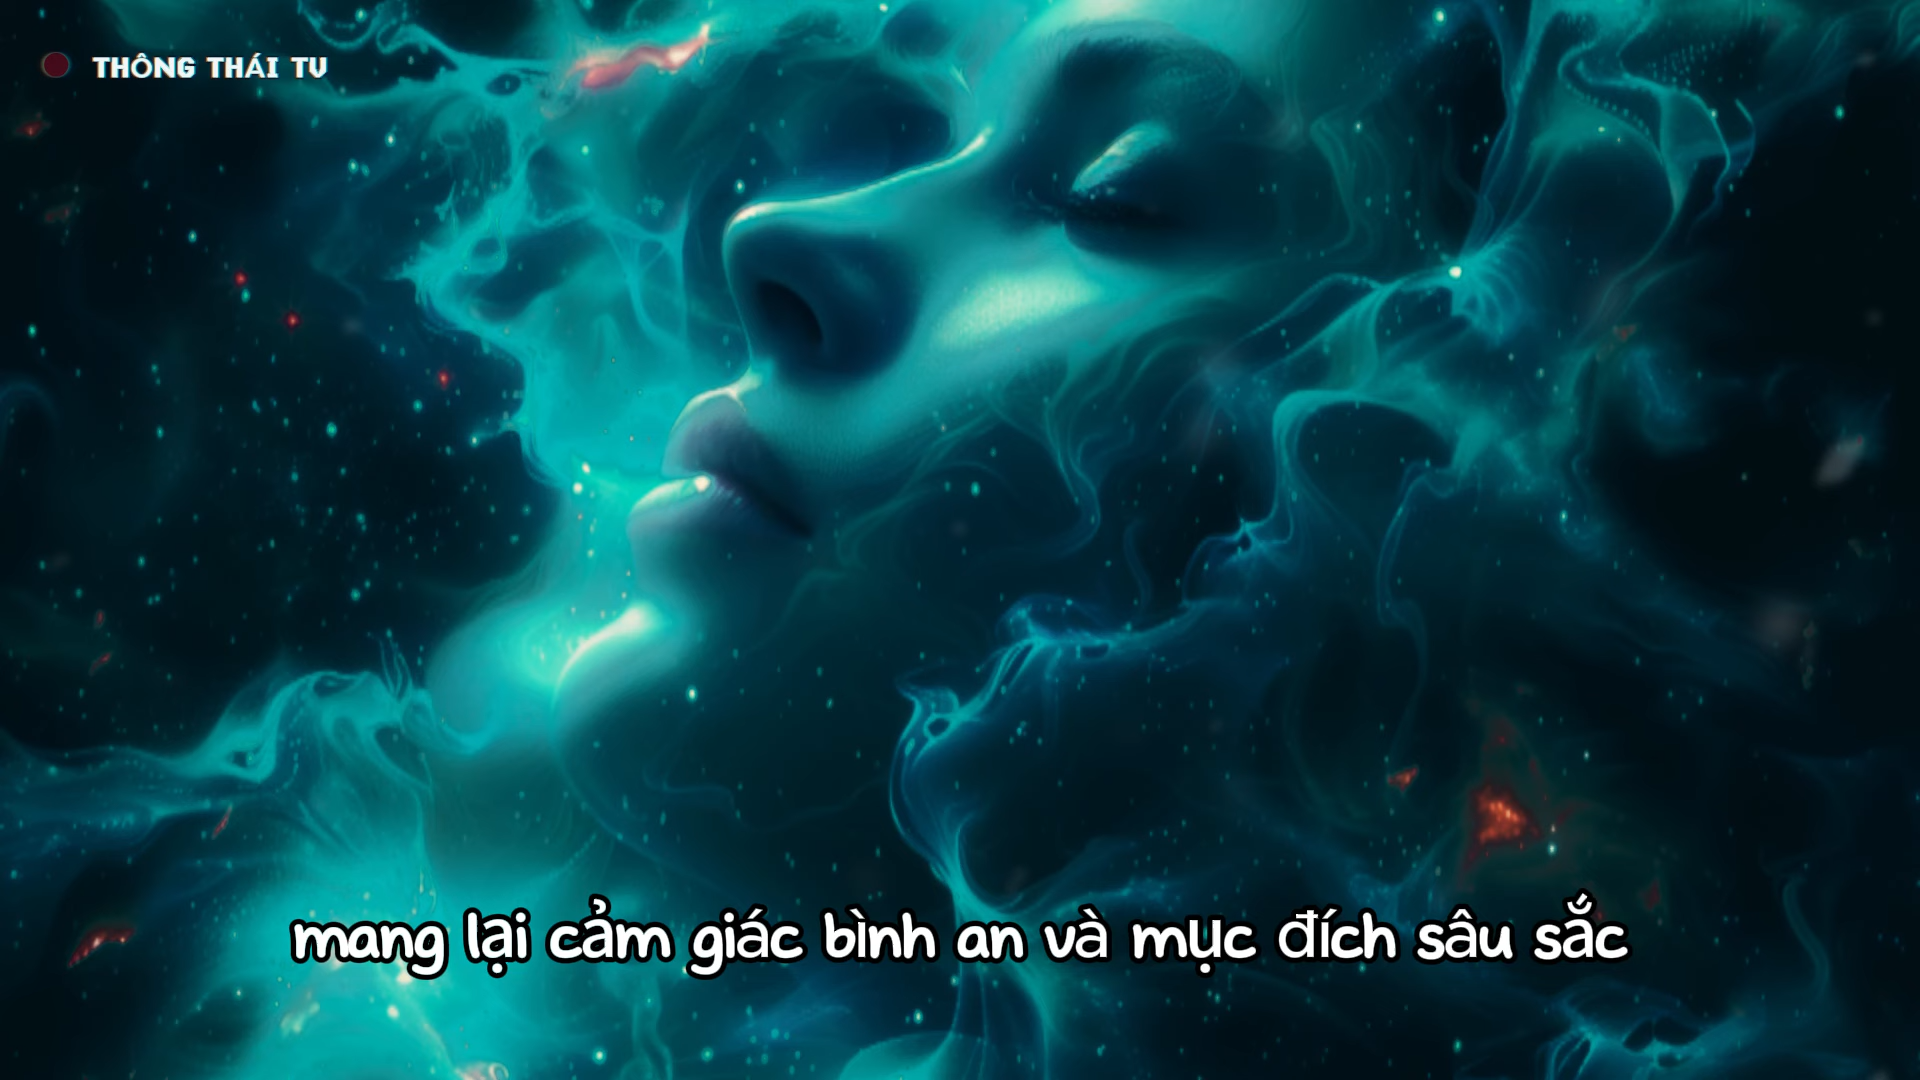 THÔNG THÁI TV
mang lại cảm giác bình an và mục đích sâu sắc